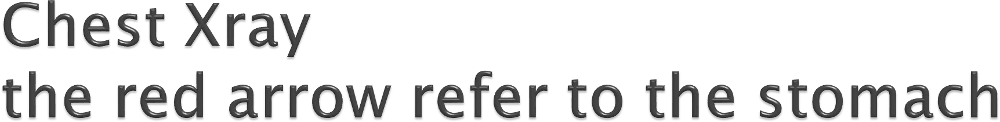 Chest Xray
the red arrow refer to the stomach